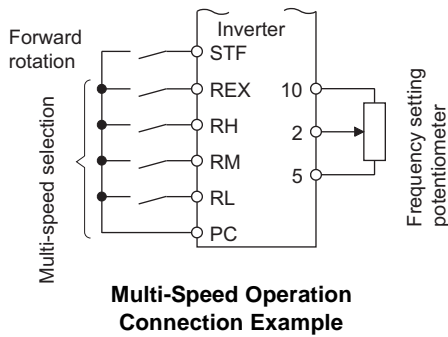 Inverter
Forward
rotation
STF
REX
RH
RM
RL
PC
Multi-speed selection
10
2
5
Frequency setting
potentiometer
Multi-Speed Operation
Connection Example